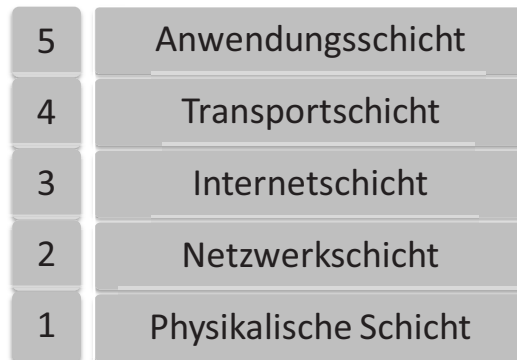 5 Anwendungsschicht
4 Transportschicht
3 Internetschicht
2 Netzwerkschicht
1 Physikalische Schicht